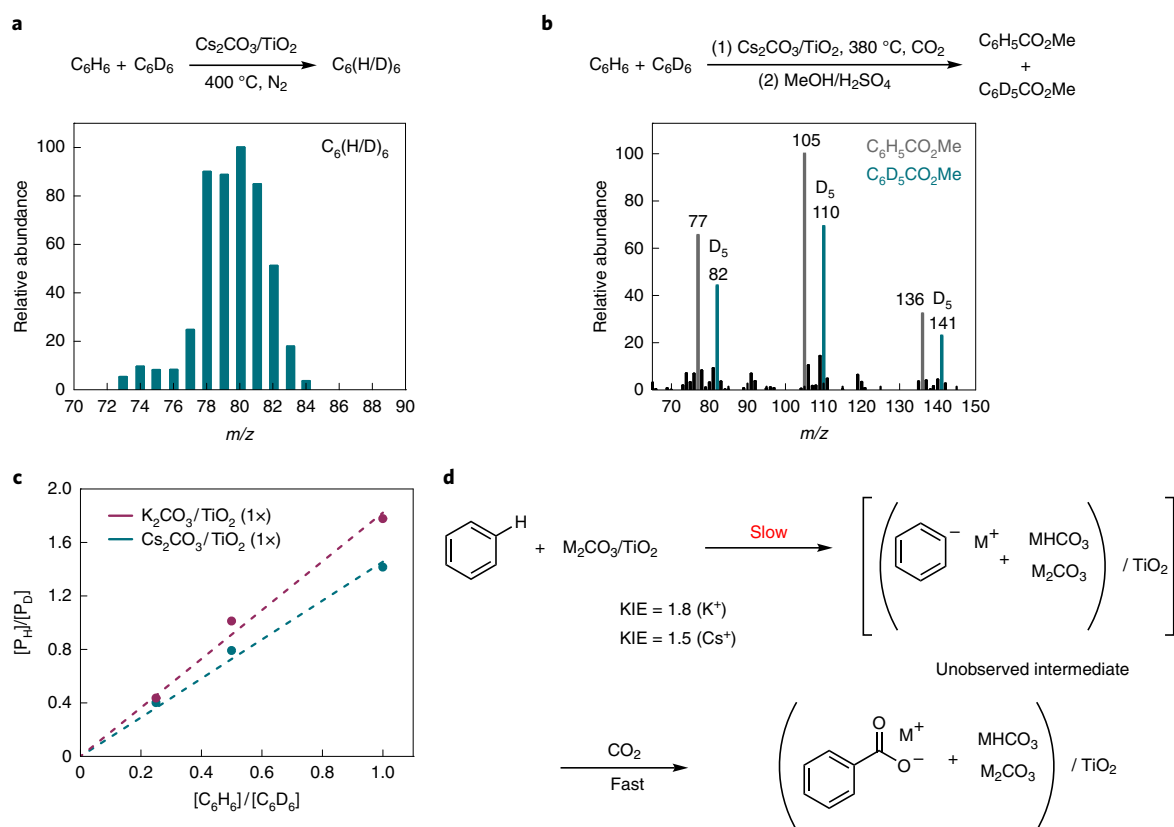 a
Cs₂CO₃/TiO₂
C₆H₆ + C₆D₆
C₆(H/D)₆
400 °C, N₂
C₆(H/D)₆
Relative abundance
100
80
60
40
20
0
70 72 74 76 78 80 82 84 86 88 90
m/z
b
(1) Cs₂CO₃/TiO₂, 380 °C, CO₂
C₆H₆ + C₆D₆
(2) MeOH/H₂SO₄
C₆H₅CO₂Me
+
C₆D₅CO₂Me
105
C₆H₅CO₂Me
C₆D₅CO₂Me
D₅
110
77
D₅
82
136
D₅
141
Relative abundance
100
80
60
40
20
0
70 80 90 100 110 120 130 140 150
m/z
c
K₂CO₃/TiO₂ (1×)
Cs₂CO₃/TiO₂ (1×)
[P_H]/[P_D]
2.0
1.6
1.2
0.8
0.4
0
0 0.2 0.4 0.6 0.8 1.0
[C₆H₆]/[C₆D₆]
d
H
+ M₂CO₃/TiO₂
Slow
KIE = 1.8 (K⁺)
KIE = 1.5 (Cs⁺)
− M⁺ + MHCO₃
M₂CO₃
/ TiO₂
Unobserved intermediate
CO₂
Fast
O
O⁻
M⁺
+ MHCO₃
M₂CO₃
/ TiO₂